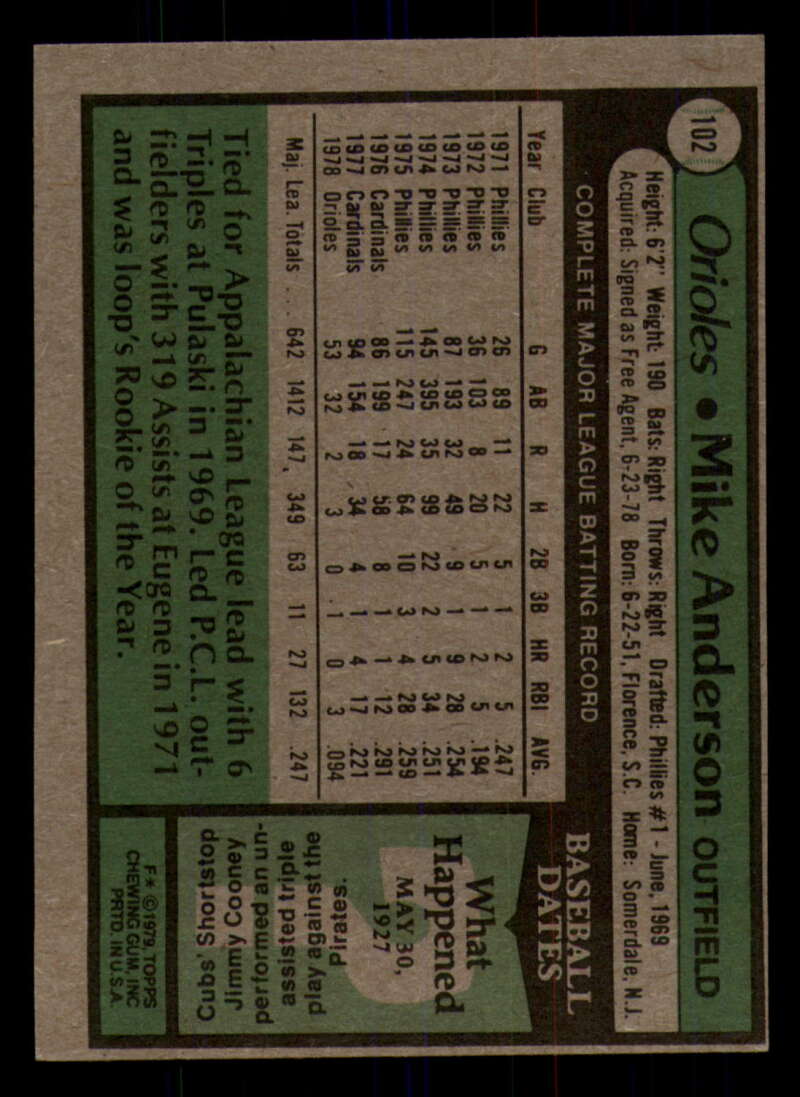 102
Orioles • Mike Anderson OUTFIELD
Height: 6'2" Weight: 190 Bats: Right Throws: Right Drafted: Phillies #1 - June, 1969
Acquired: Signed as Free Agent, 6-23-78 Born: 6-22-51, Florence, S.C. Home: Somerdale, N.J.
COMPLETE MAJOR LEAGUE BATTING RECORD
Year Club G AB R H 2B 3B HR RBI AVG.
1971 Phillies 26 89 11 22 5 1 2 5 .247
1972 Phillies 36 103 8 20 5 1 2 5 .194
1973 Phillies 87 193 32 49 9 1 9 28 .254
1974 Phillies 145 395 35 99 22 2 5 34 .251
1975 Phillies 115 247 24 64 10 3 4 28 .259
1976 Cardinals 86 199 17 58 8 1 1 12 .291
1977 Cardinals 94 154 18 34 4 1 4 17 .221
1978 Orioles 53 32 2 3 0 1 0 3 .094
Maj. Lea. Totals . . . 642 1412 147 349 63 11 27 132 .247
Tied for Appalachian League lead with 6
Triples at Pulaski in 1969. Led P.C.L. out-
fielders with 319 Assists at Eugene in 1971
and was loop's Rookie of the Year.
BASEBALL
DATES
What
Happened
MAY 30,
1927
Cubs' Shortstop
Jimmy Cooney
performed an un-
assisted triple
play against the
Pirates.
F* ©1979, TOPPS
CHEWING GUM, INC
PRTD. IN U.S.A.